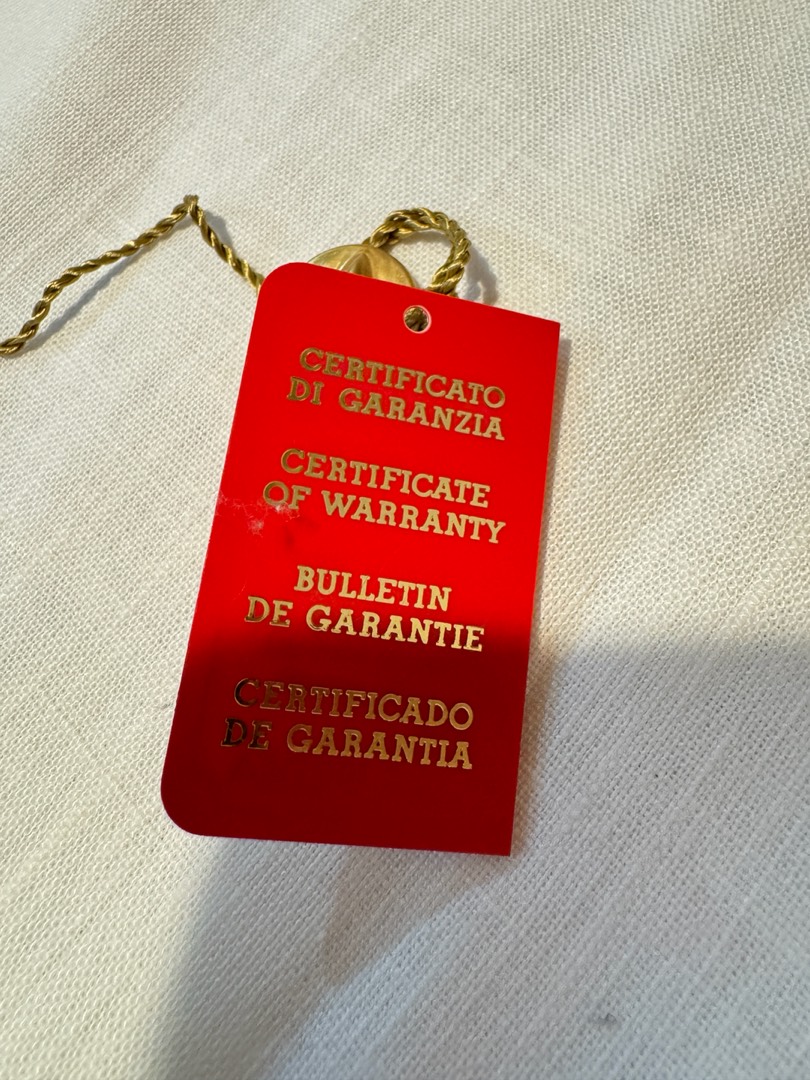 CERTIFICATO
DI GARANZIA
CERTIFICATE
OF WARRANTY
BULLETIN
DE GARANTIE
CERTIFICADO
DE GARANTIA